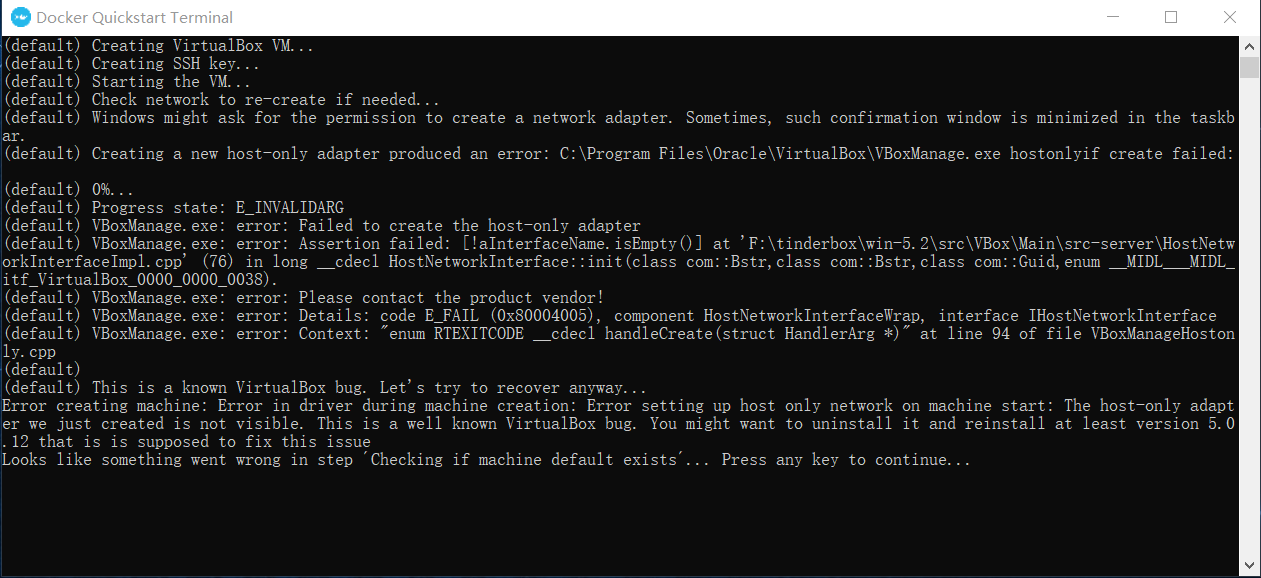 Docker Quickstart Terminal
(default) Creating VirtualBox VM...
(default) Creating SSH key...
(default) Starting the VM...
(default) Check network to re-create if needed...
(default) Windows might ask for the permission to create a network adapter. Sometimes, such confirmation window is minimized in the taskb
ar.
(default) Creating a new host-only adapter produced an error: C:\Program Files\Oracle\VirtualBox\VBoxManage.exe hostonlyif create failed:
(default) 0%...
(default) Progress state: E_INVALIDARG
(default) VBoxManage.exe: error: Failed to create the host-only adapter
(default) VBoxManage.exe: error: Assertion failed: [!aInterfaceName.isEmpty()] at 'F:\tinderbox\win-5.2\src\VBox\Main\src-server\HostNetw
orkInterfaceImpl.cpp' (76) in long __cdecl HostNetworkInterface::init(class com::Bstr,class com::Bstr,class com::Guid,enum __MIDL___MIDL_
itf_VirtualBox_0000_0000_0038).
(default) VBoxManage.exe: error: Please contact the product vendor!
(default) VBoxManage.exe: error: Details: code E_FAIL (0x80004005), component HostNetworkInterfaceWrap, interface IHostNetworkInterface
(default) VBoxManage.exe: error: Context: "enum RTEXITCODE __cdecl handleCreate(struct HandlerArg *)" at line 94 of file VBoxManageHoston
ly.cpp
(default)
(default) This is a known VirtualBox bug. Let's try to recover anyway...
Error creating machine: Error in driver during machine creation: Error setting up host only network on machine start: The host-only adapt
er we just created is not visible. This is a well known VirtualBox bug. You might want to uninstall it and reinstall at least version 5.0
.12 that is is supposed to fix this issue
Looks like something went wrong in step ´Checking if machine default exists´... Press any key to continue...